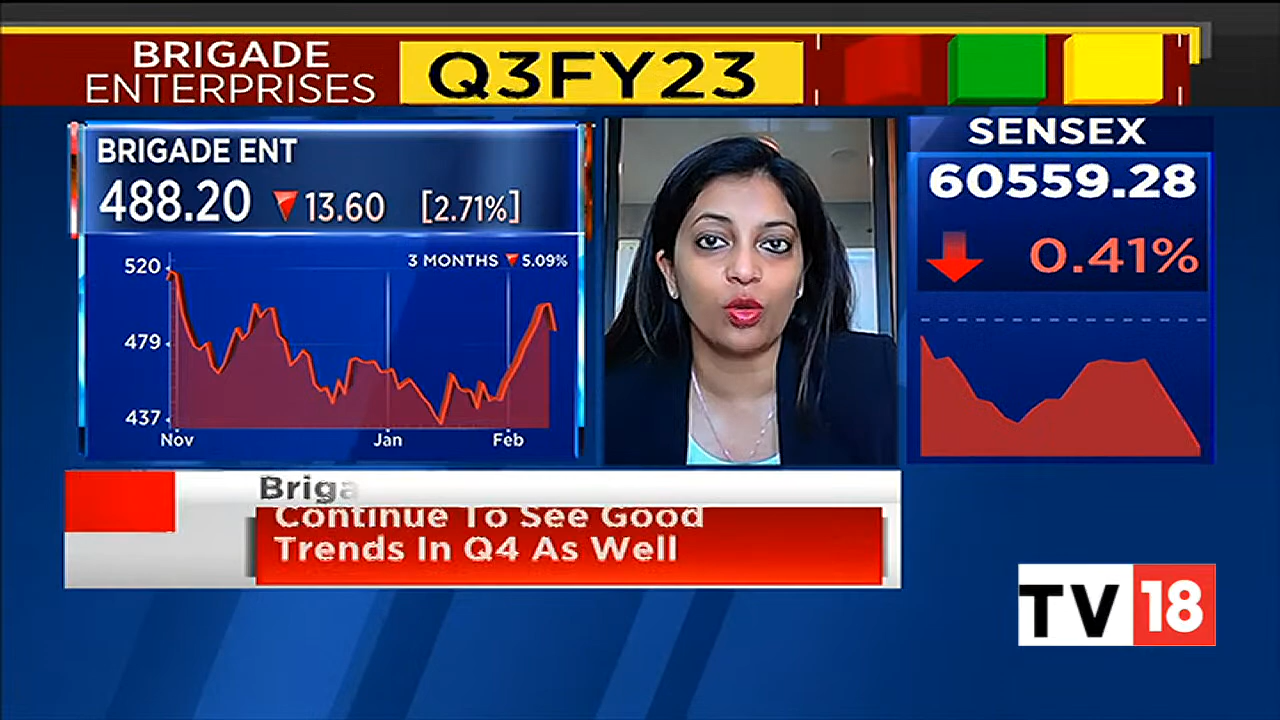 BRIGADE
ENTERPRISES
Q3FY23
BRIGADE ENT
488.20 ▼13.60 [2.71%]
3 MONTHS ▼5.09%
520
479
437
Nov Jan Feb
SENSEX
60559.28
0.41%
Briga
Continue To See Good
Trends In Q4 As Well
TV18